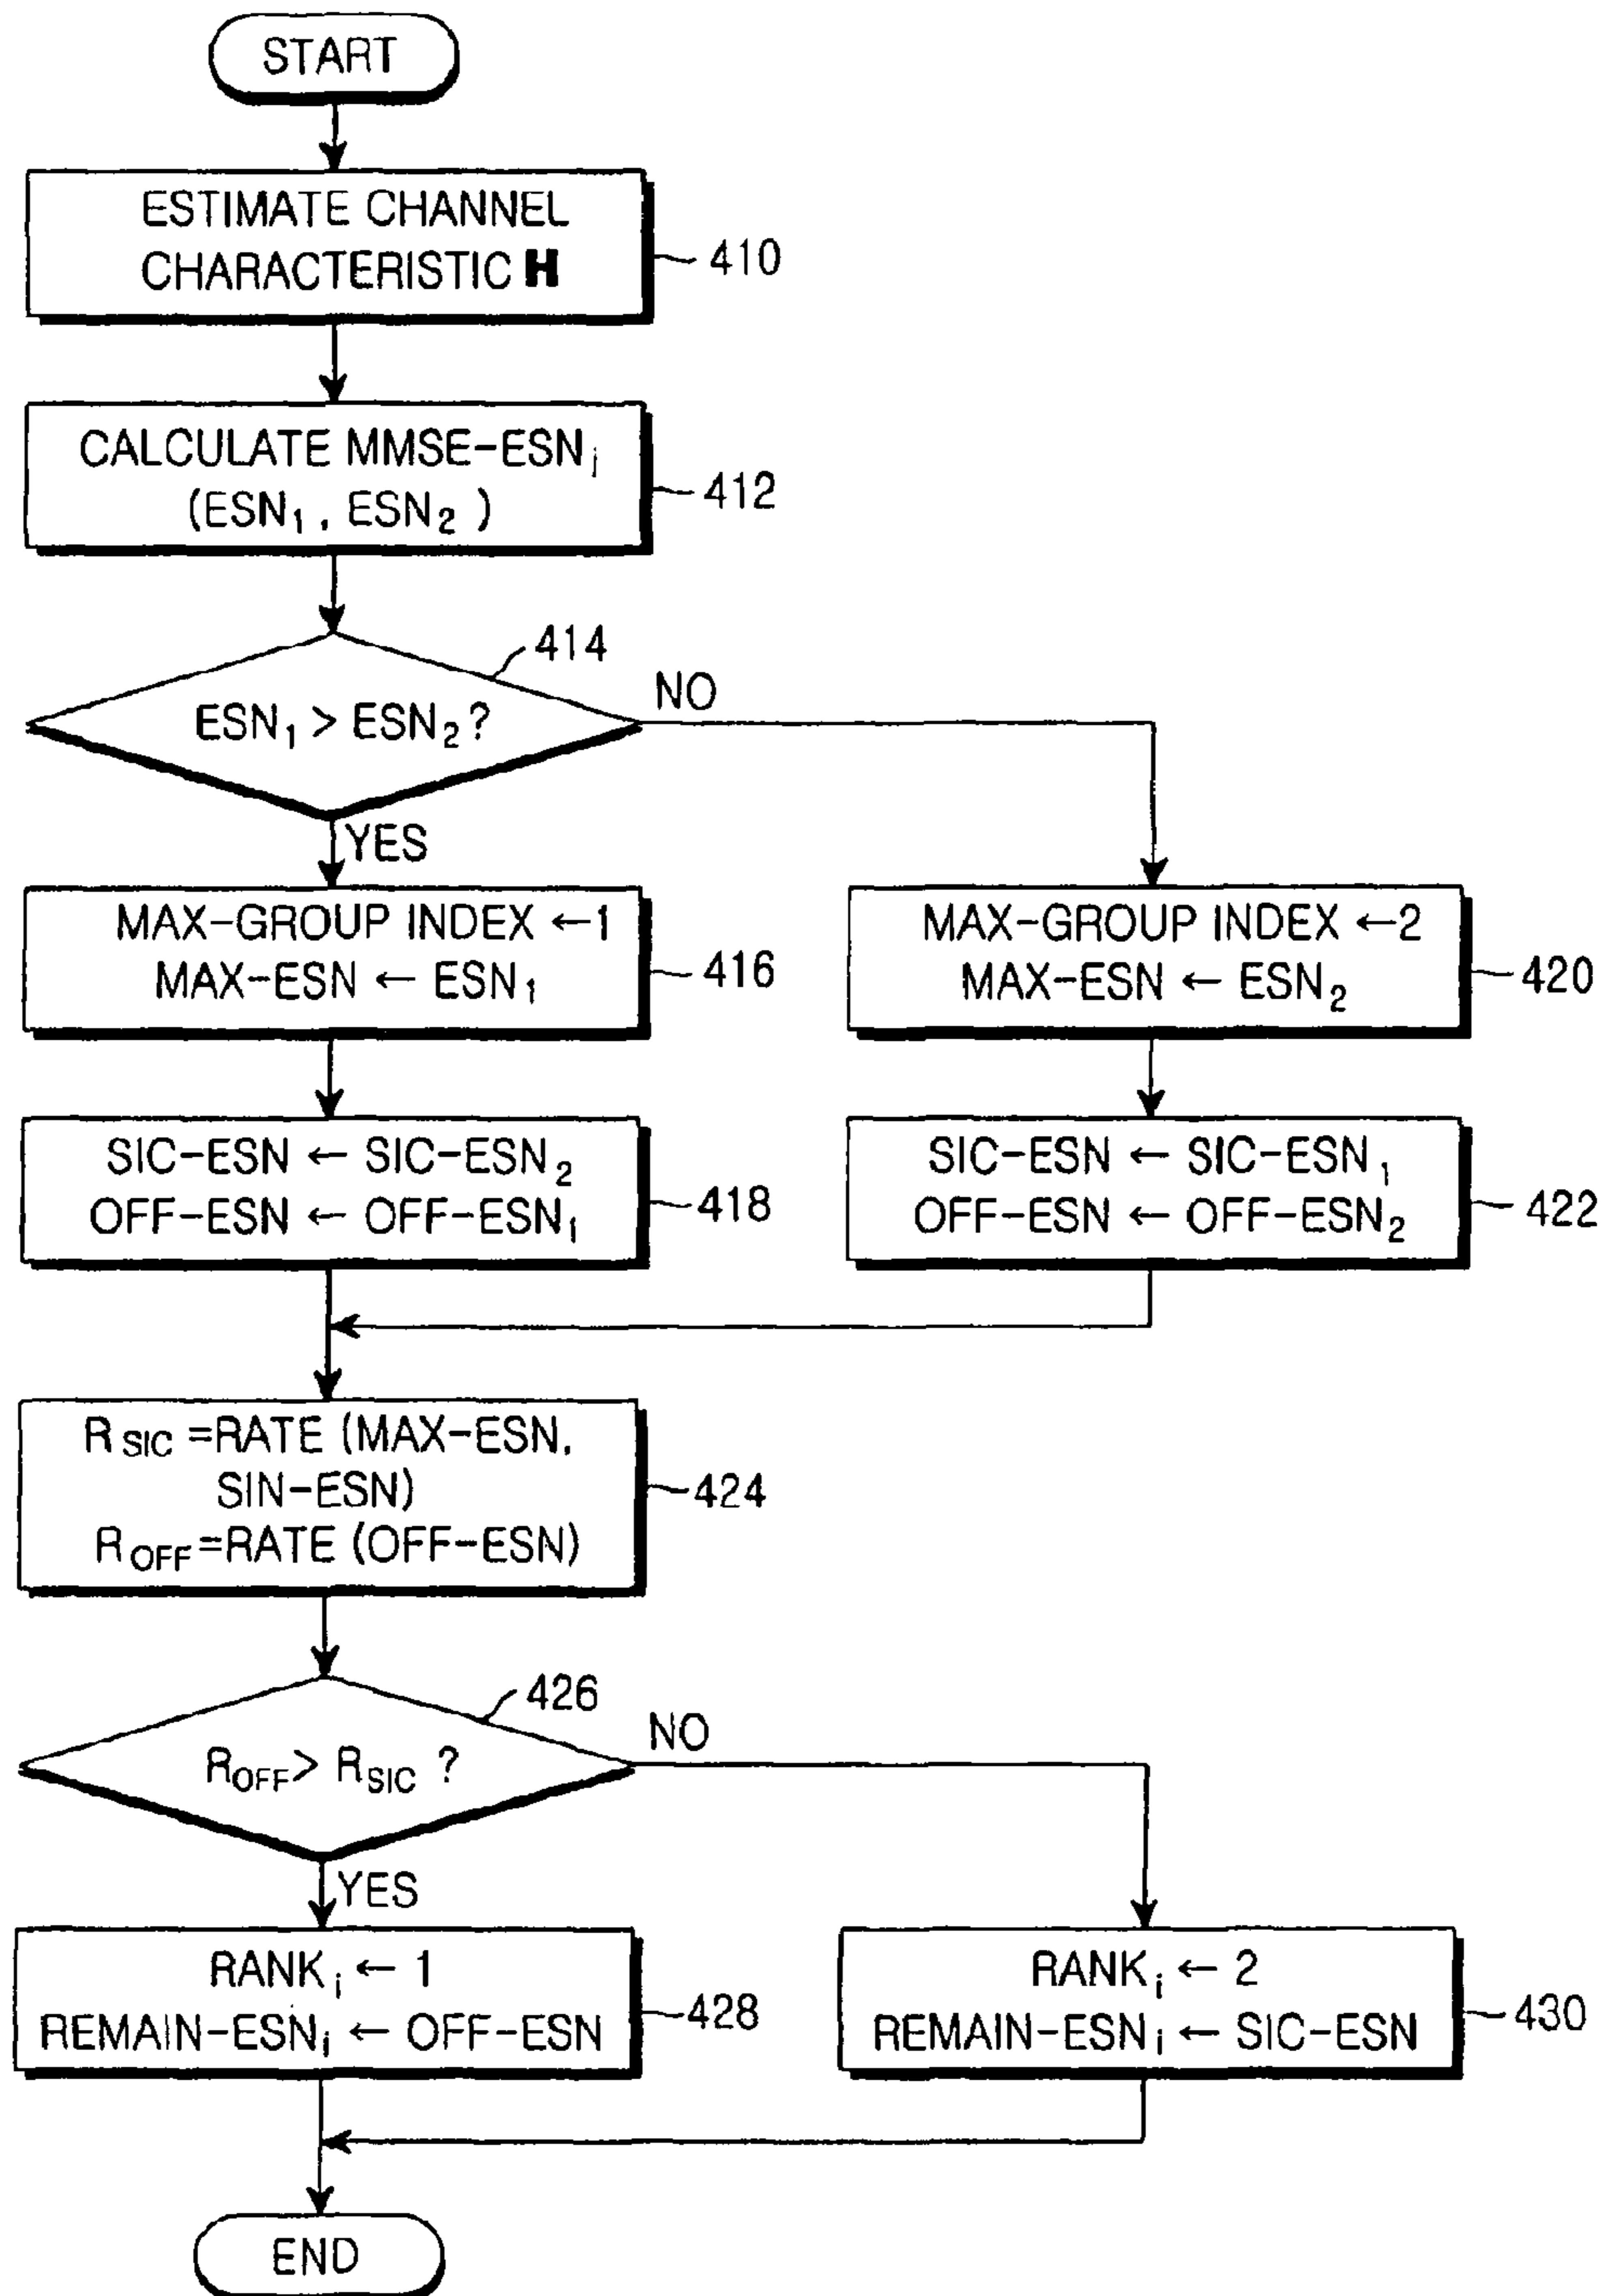 START
ESTIMATE CHANNEL
CHARACTERISTIC H
410
CALCULATE MMSE-ESNj
(ESN1, ESN2)
412
414
ESN1 > ESN2?
NO
YES
MAX-GROUP INDEX ←1
MAX-ESN ← ESN1
416
MAX-GROUP INDEX ←2
MAX-ESN ← ESN2
420
SIC-ESN ← SIC-ESN2
OFF-ESN ← OFF-ESN1
418
SIC-ESN ← SIC-ESN1
OFF-ESN ← OFF-ESN2
422
RSIC =RATE (MAX-ESN,
SIN-ESN)
ROFF=RATE (OFF-ESN)
424
426
ROFF> RSIC ?
NO
YES
RANKi ← 1
REMAIN-ESNi ← OFF-ESN
428
RANKi ← 2
REMAIN-ESNi ← SIC-ESN
430
END